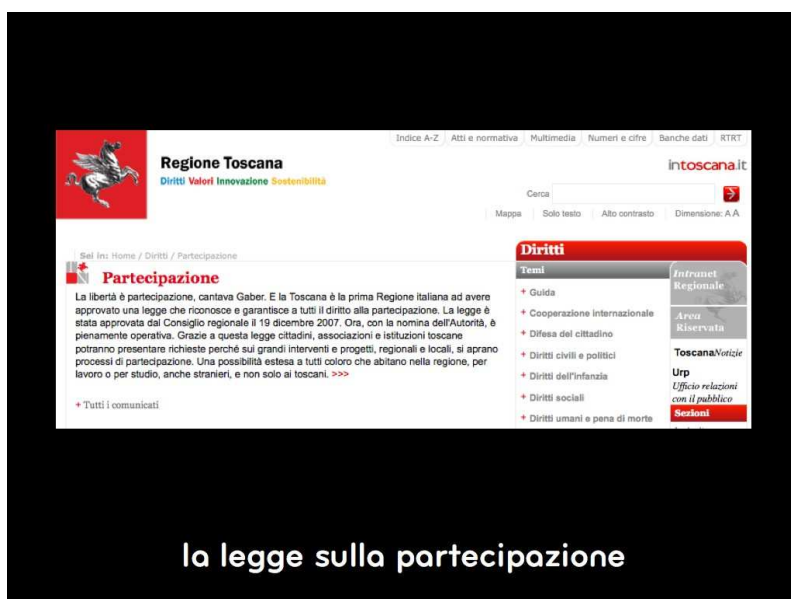 Indice A-Z Atti e normativa Multimedia Numeri e cifre Banche dati RTRT
Regione Toscana
Diritti Valori Innovazione Sostenibilità
intoscana.it
Cerca
Mappa Solo testo Alto contrasto Dimensione: A A
Sei in: Home / Diritti / Partecipazione
Partecipazione
La libertà è partecipazione, cantava Gaber. E la Toscana è la prima Regione italiana ad avere
approvato una legge che riconosce e garantisce a tutti il diritto alla partecipazione. La legge è
stata approvata dal Consiglio regionale il 19 dicembre 2007. Ora, con la nomina dell'Autorità, è
pienamente operativa. Grazie a questa legge cittadini, associazioni e istituzioni toscane
potranno presentare richieste perché sui grandi interventi e progetti, regionali e locali, si aprano
processi di partecipazione. Una possibilità estesa a tutti coloro che abitano nella regione, per
lavoro o per studio, anche stranieri, e non solo ai toscani. >>>
+ Tutti i comunicati
Diritti
Temi
+ Guida
+ Cooperazione internazionale
+ Difesa del cittadino
+ Diritti civili e politici
+ Diritti dell'infanzia
+ Diritti sociali
+ Diritti umani e pena di morte
Intranet
Regionale
Area
Riservata
ToscanaNotizie
Urp
Ufficio relazioni
con il pubblico
Sezioni
la legge sulla partecipazione